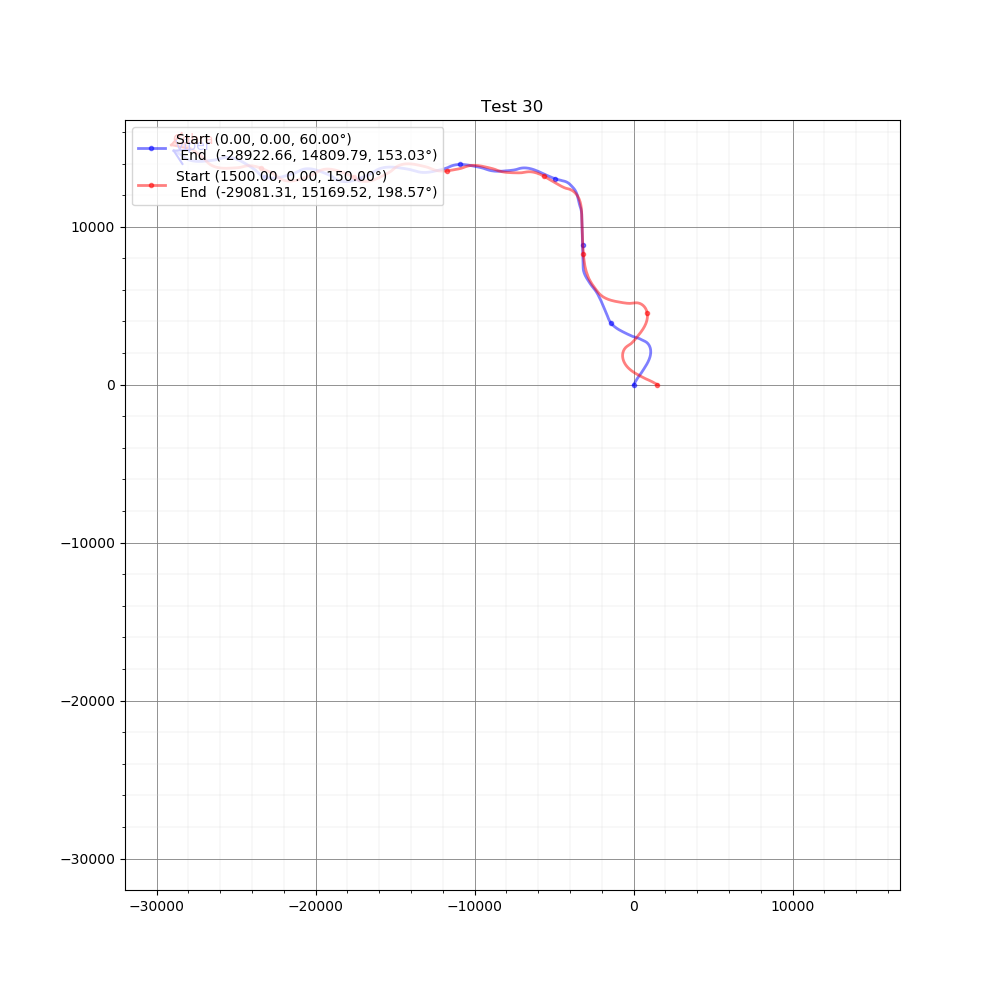 Test 30
Start (0.00, 0.00, 60.00°)
End (-28922.66, 14809.79, 153.03°)
Start (1500.00, 0.00, 150.00°)
End (-29081.31, 15169.52, 198.57°)
10000
0
−10000
−20000
−30000
−30000 −20000 −10000 0 10000